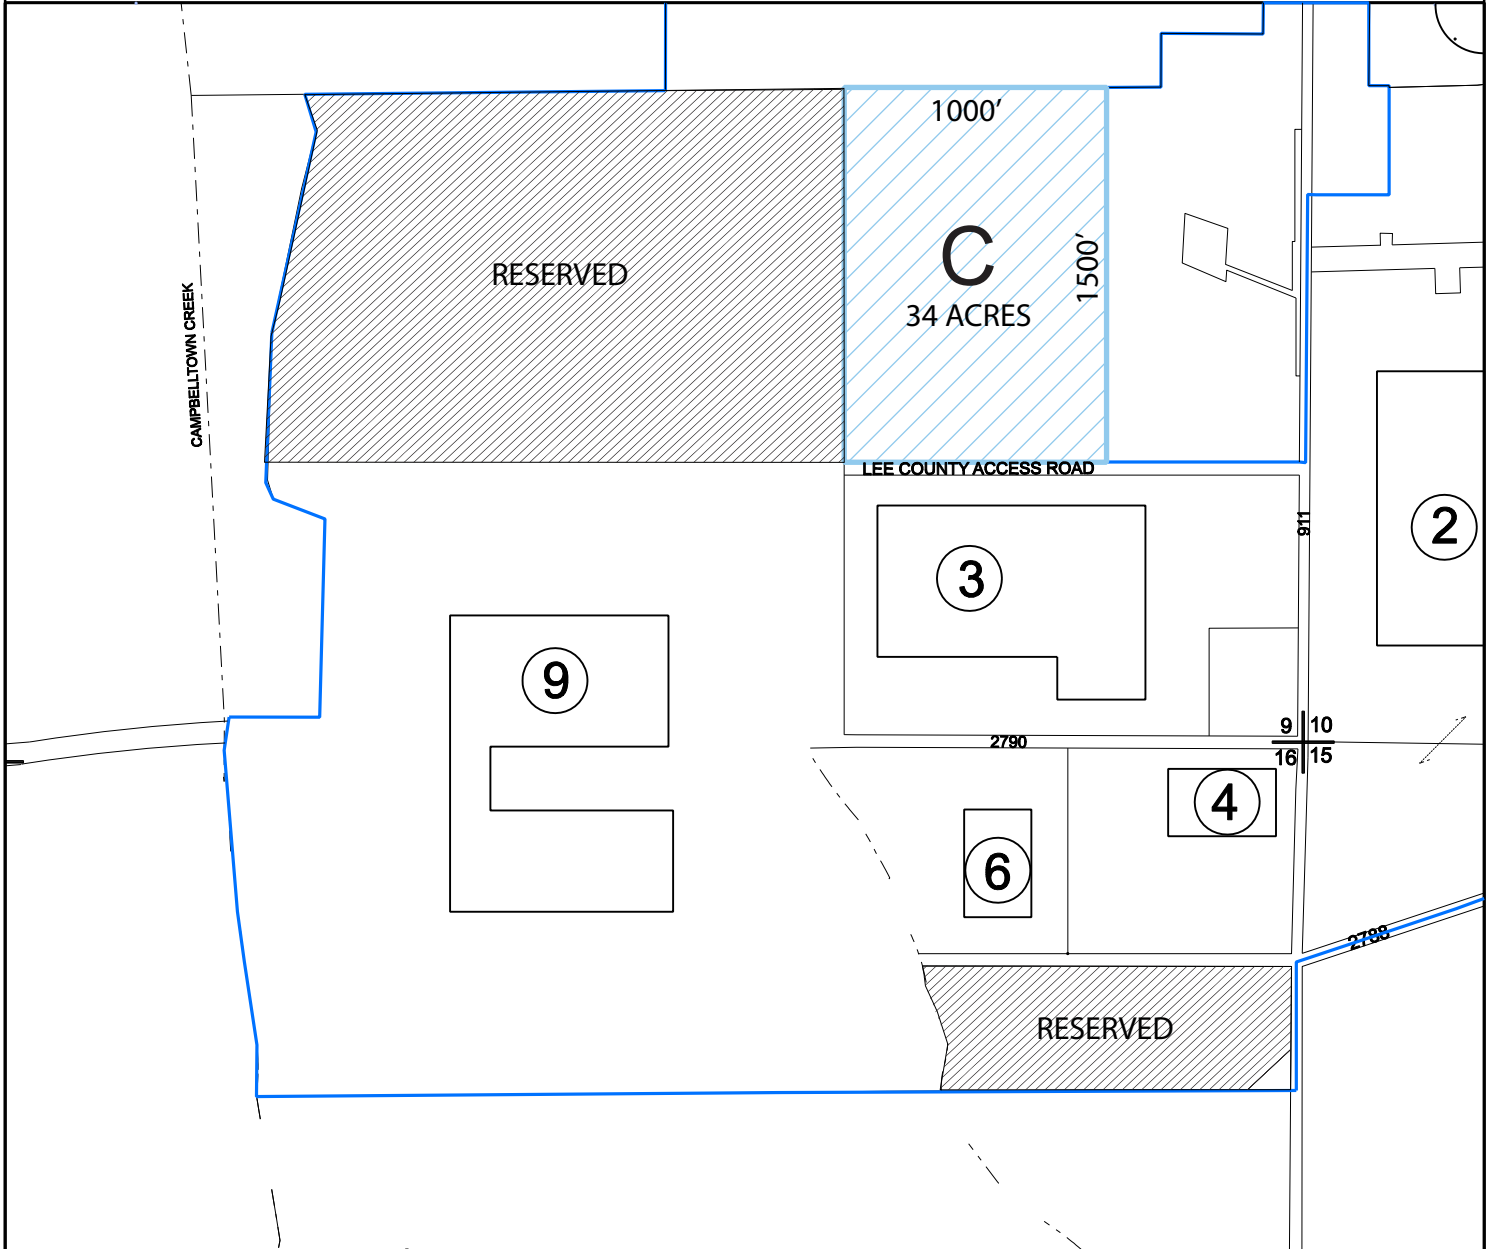 1000′
C
1500′
34 ACRES
RESERVED
CAMPBELLTOWN CREEK
LEE COUNTY ACCESS ROAD
911
2
3
9
9 10
16 15
2790
4
6
2788
RESERVED